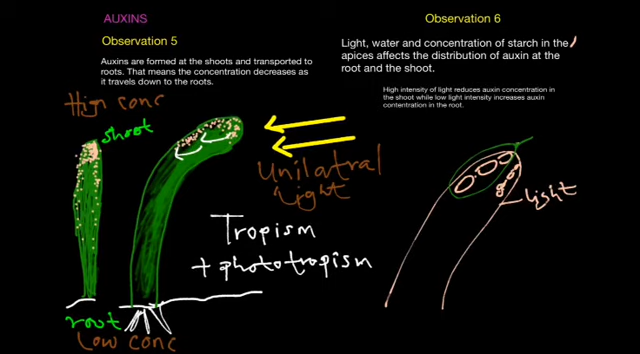 AUXINS
Observation 5
Auxins are formed at the shoots and transported to
roots. That means the concentration decreases as
it travels down to the roots.
High conc
shoot
root
Low conc
Unilatral
light
Tropism
+phototropism
Observation 6
Light, water and concentration of starch in the
apices affects the distribution of auxin at the
root and the shoot.
High intensity of light reduces auxin concentration in
the shoot while low light intensity increases auxin
contentration in the root.
light